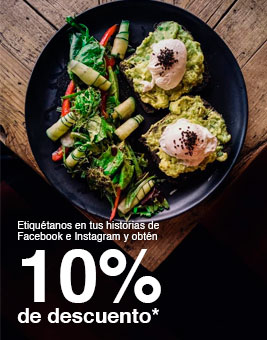 Etiquétanos en tus historias de
Facebook e Instagram y obtén
10%
de descuento*